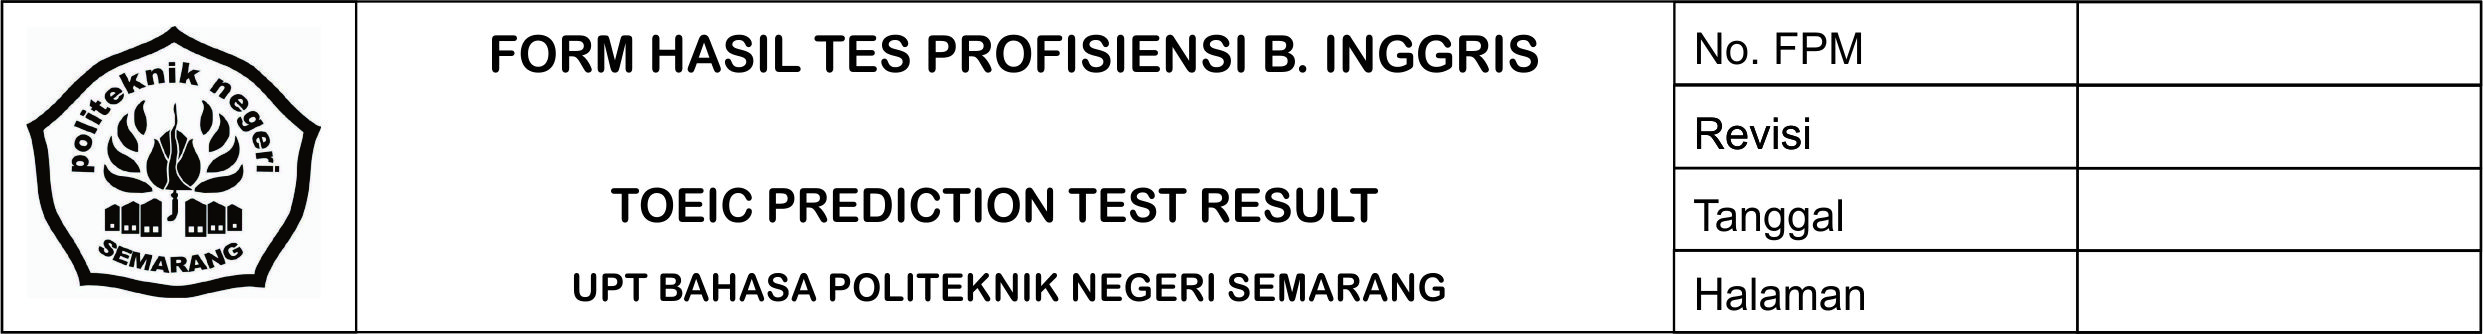 politeknik negeri
SEMARANG
FORM HASIL TES PROFISIENSI B. INGGRIS
TOEIC PREDICTION TEST RESULT
UPT BAHASA POLITEKNIK NEGERI SEMARANG
No. FPM
Revisi
Tanggal
Halaman